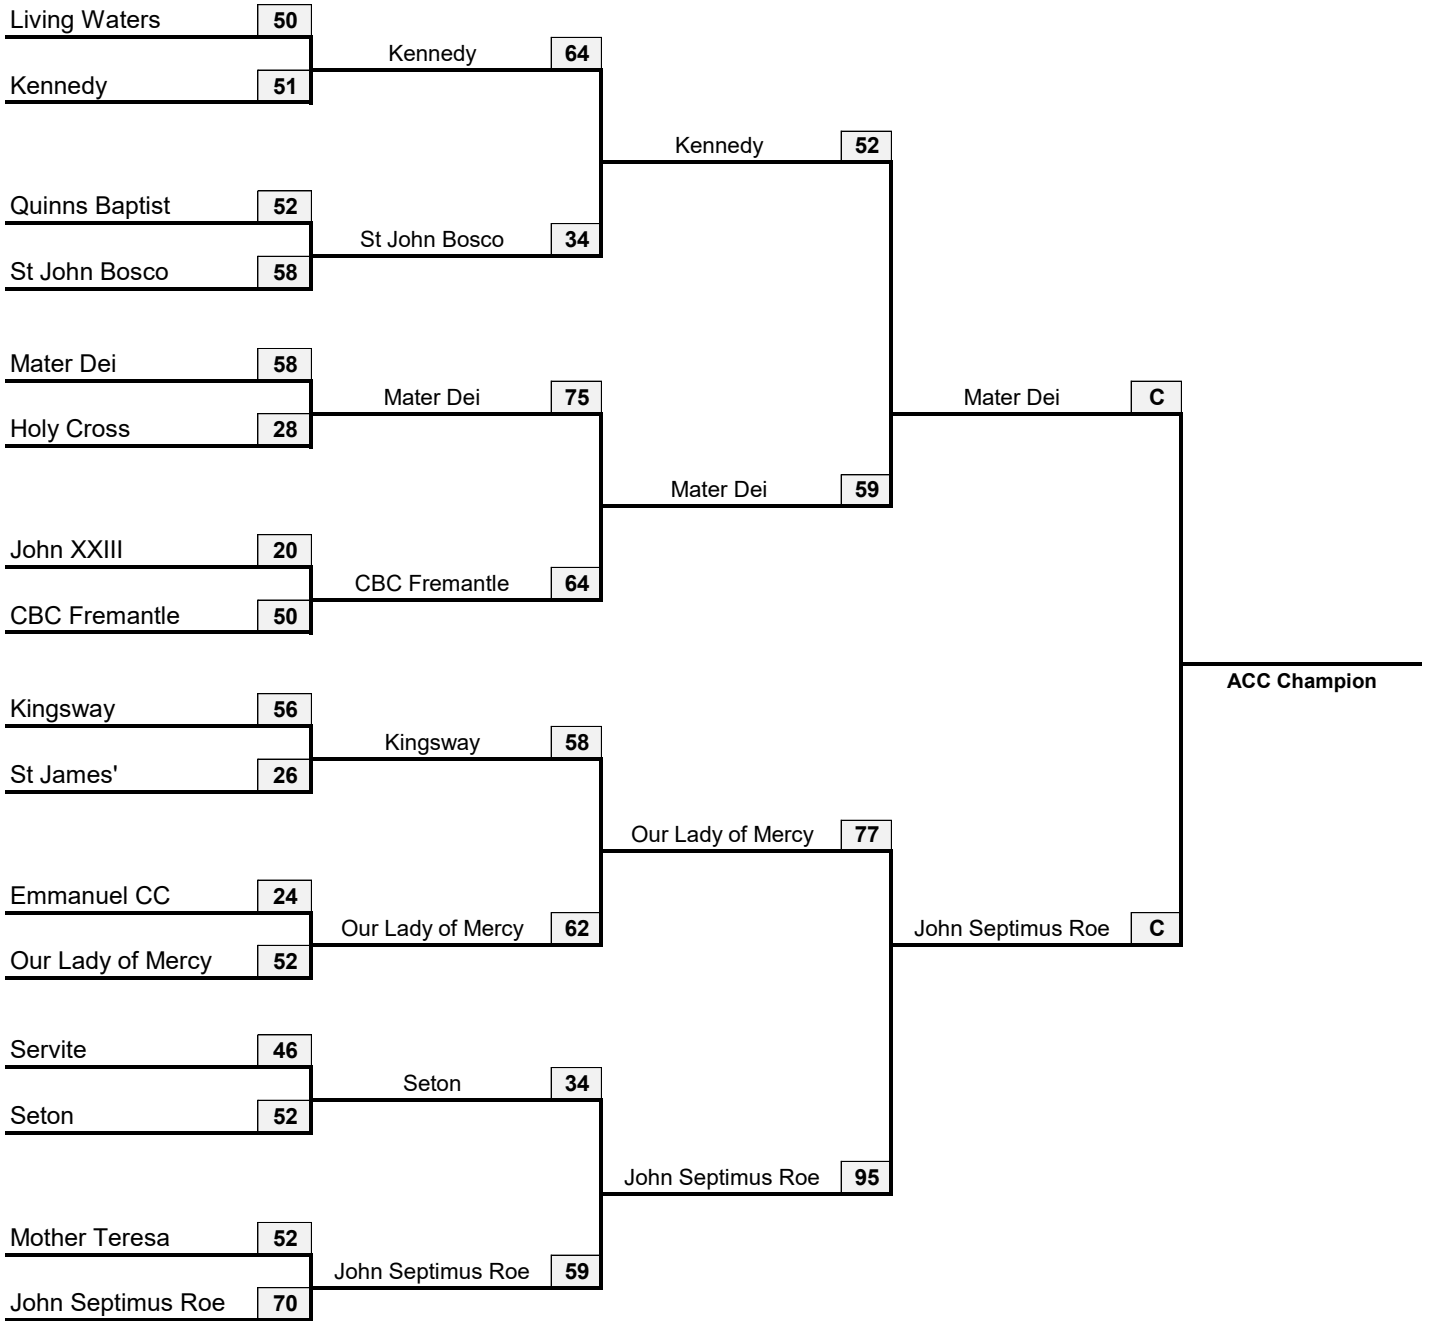 Living Waters 50
Kennedy 64
Kennedy 51
Kennedy 52
Quinns Baptist 52
St John Bosco 34
St John Bosco 58
Mater Dei 58
Mater Dei 75
Mater Dei C
Holy Cross 28
Mater Dei 59
John XXIII 20
CBC Fremantle 64
CBC Fremantle 50
ACC Champion
Kingsway 56
Kingsway 58
St James' 26
Our Lady of Mercy 77
Emmanuel CC 24
Our Lady of Mercy 62
John Septimus Roe C
Our Lady of Mercy 52
Servite 46
Seton 34
Seton 52
John Septimus Roe 95
Mother Teresa 52
John Septimus Roe 59
John Septimus Roe 70